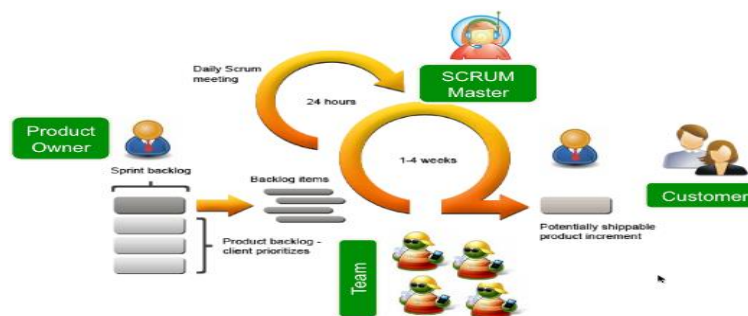 Daily Scrum
meeting
24 hours
SCRUM
Master
Product
Owner
Sprint backlog
Backlog items
1-4 weeks
Customer
Product backlog -
client prioritizes
Potentially shippable
product increment
Team